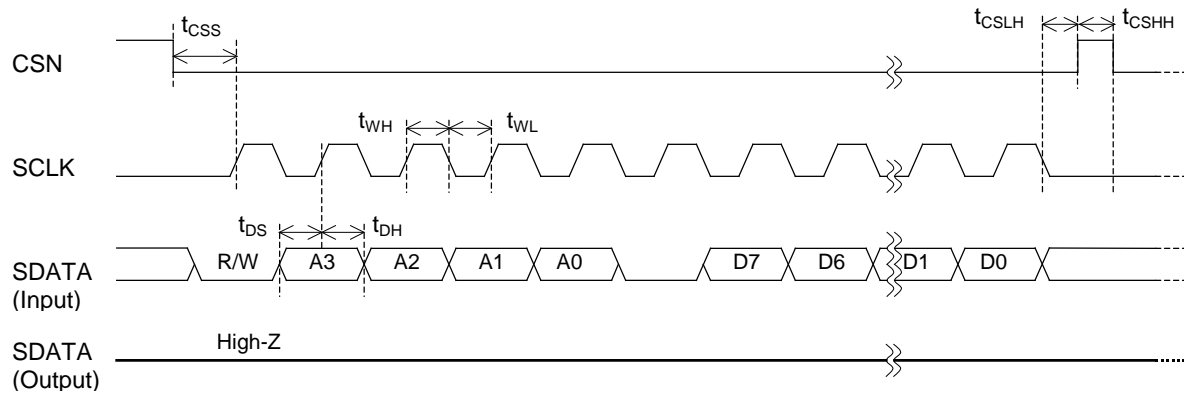 tCSS
tCSLH
tCSHH
CSN
tWH
tWL
SCLK
tDS
tDH
SDATA
(Input)
R/W
A3
A2
A1
A0
D7
D6
D1
D0
SDATA
(Output)
High-Z